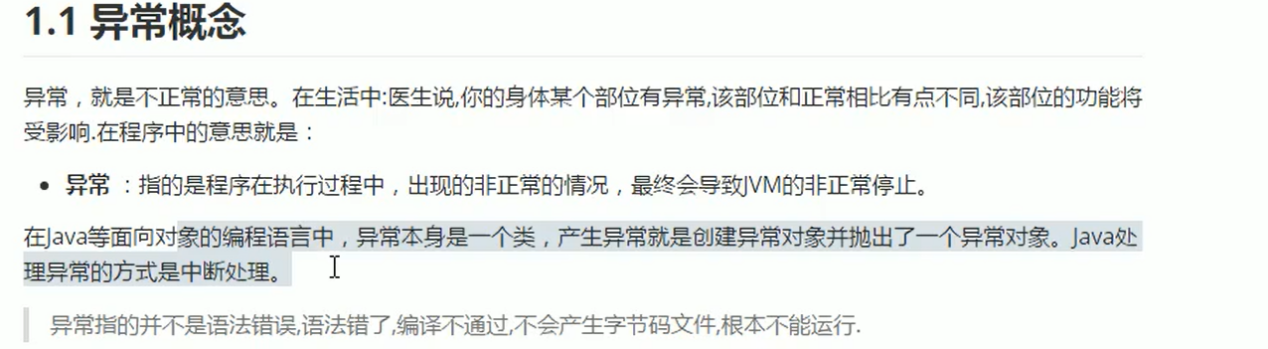 1.1 异常概念
异常，就是不正常的意思。在生活中:医生说,你的身体某个部位有异常,该部位和正常相比有点不同,该部位的功能将
受影响.在程序中的意思就是：
• 异常 ：指的是程序在执行过程中，出现的非正常的情况，最终会导致JVM的非正常停止。
在Java等面向对象的编程语言中，异常本身是一个类，产生异常就是创建异常对象并抛出了一个异常对象。Java处
理异常的方式是中断处理。
异常指的并不是语法错误,语法错了,编译不通过,不会产生字节码文件,根本不能运行.